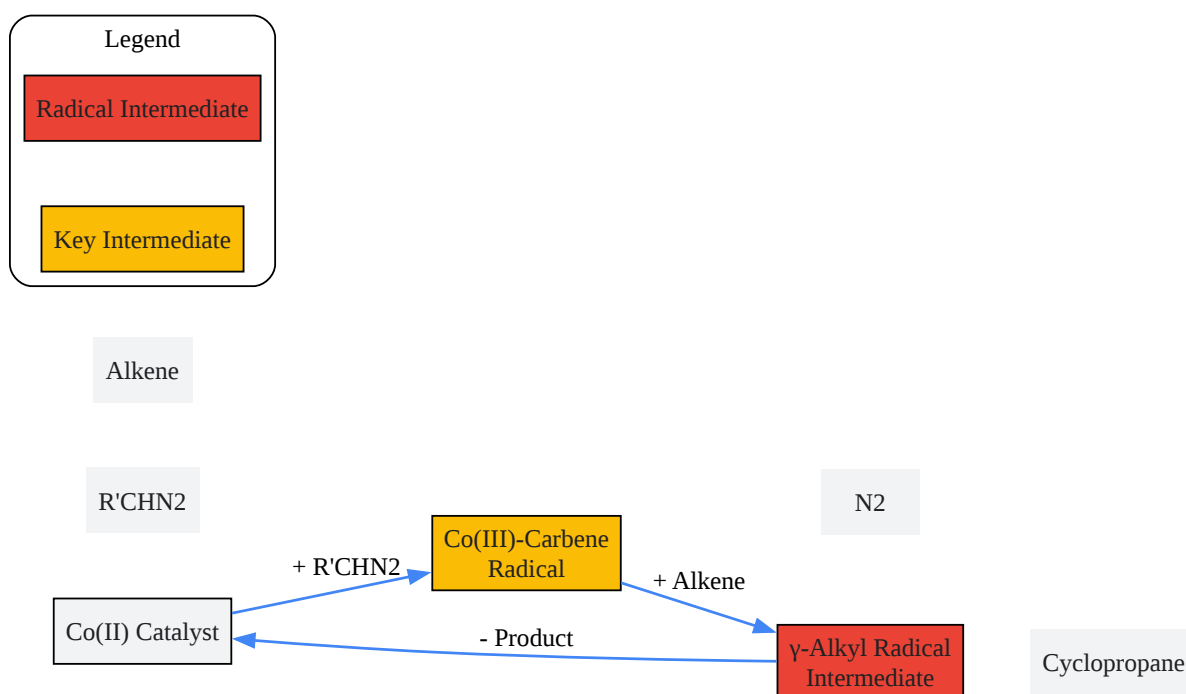 Legend
Radical Intermediate
Key Intermediate
Alkene
R'CHN2
N2
Co(III)-Carbene
Radical
+ R'CHN2
+ Alkene
Co(II) Catalyst
- Product
γ-Alkyl Radical
Intermediate
Cyclopropane